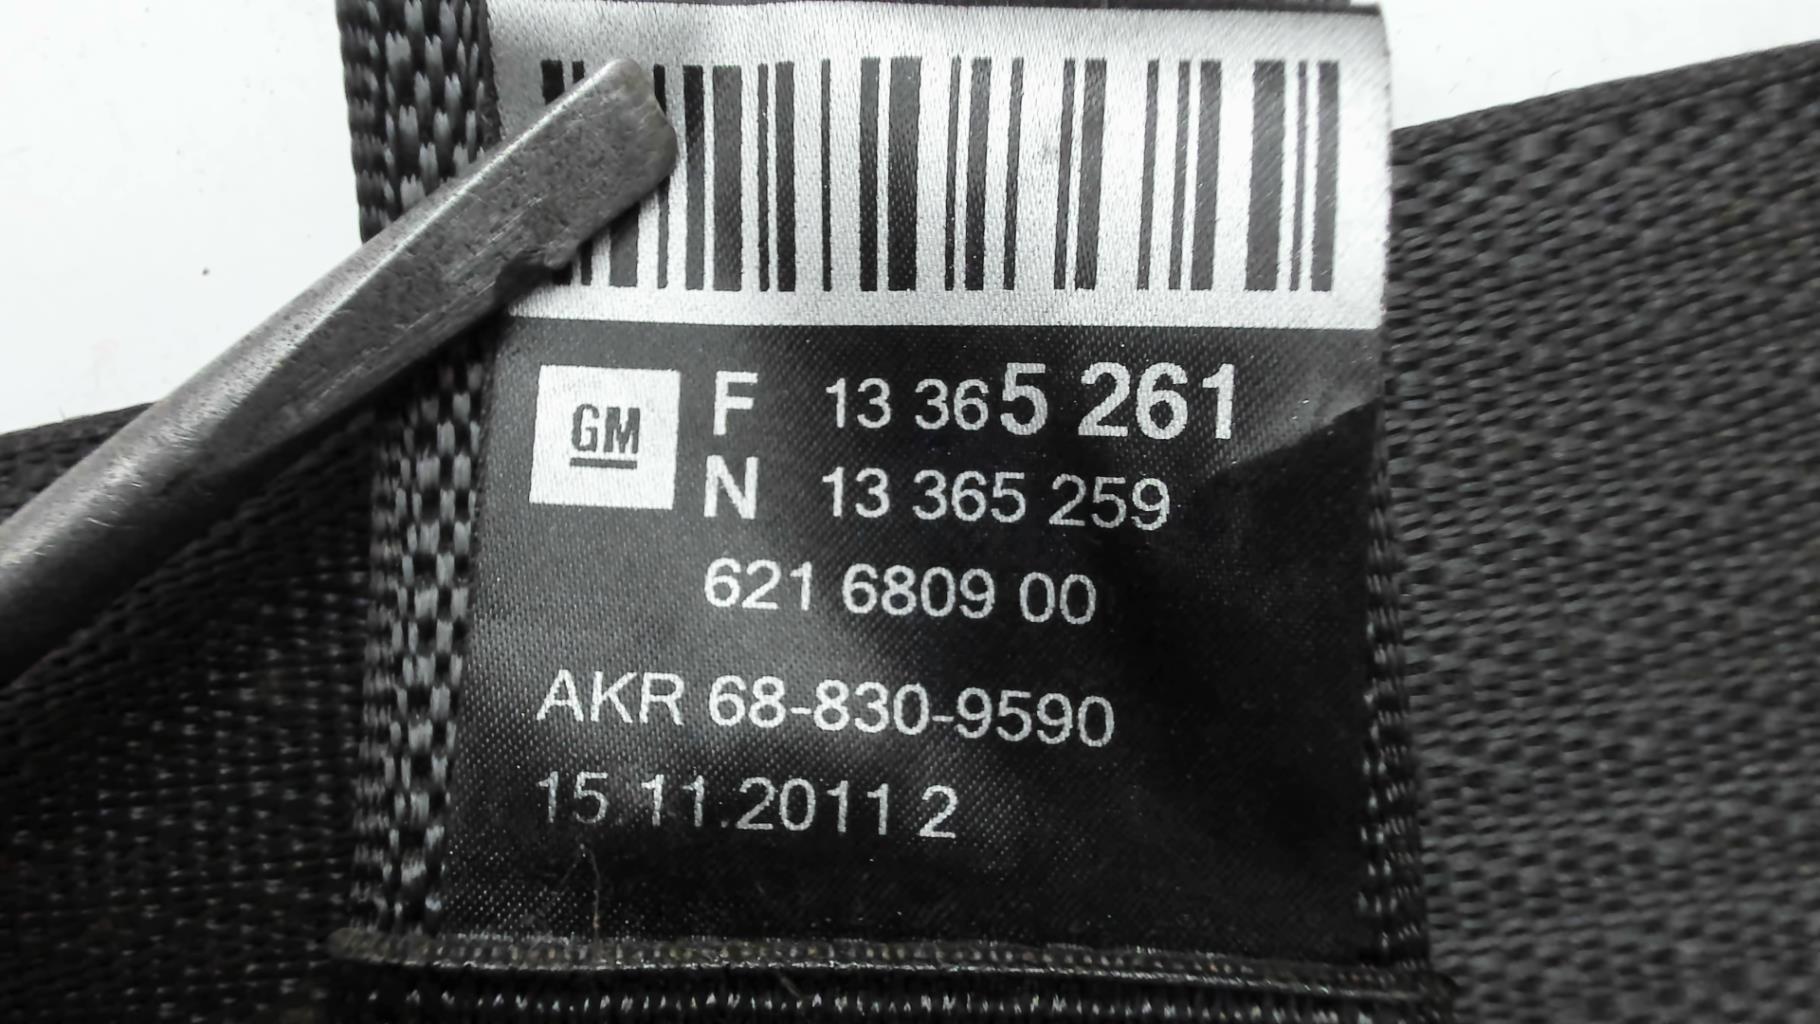 GM F 13 365 261
N 13 365 259
621 6809 00
AKR 68-830-9590
15 11.2011 2